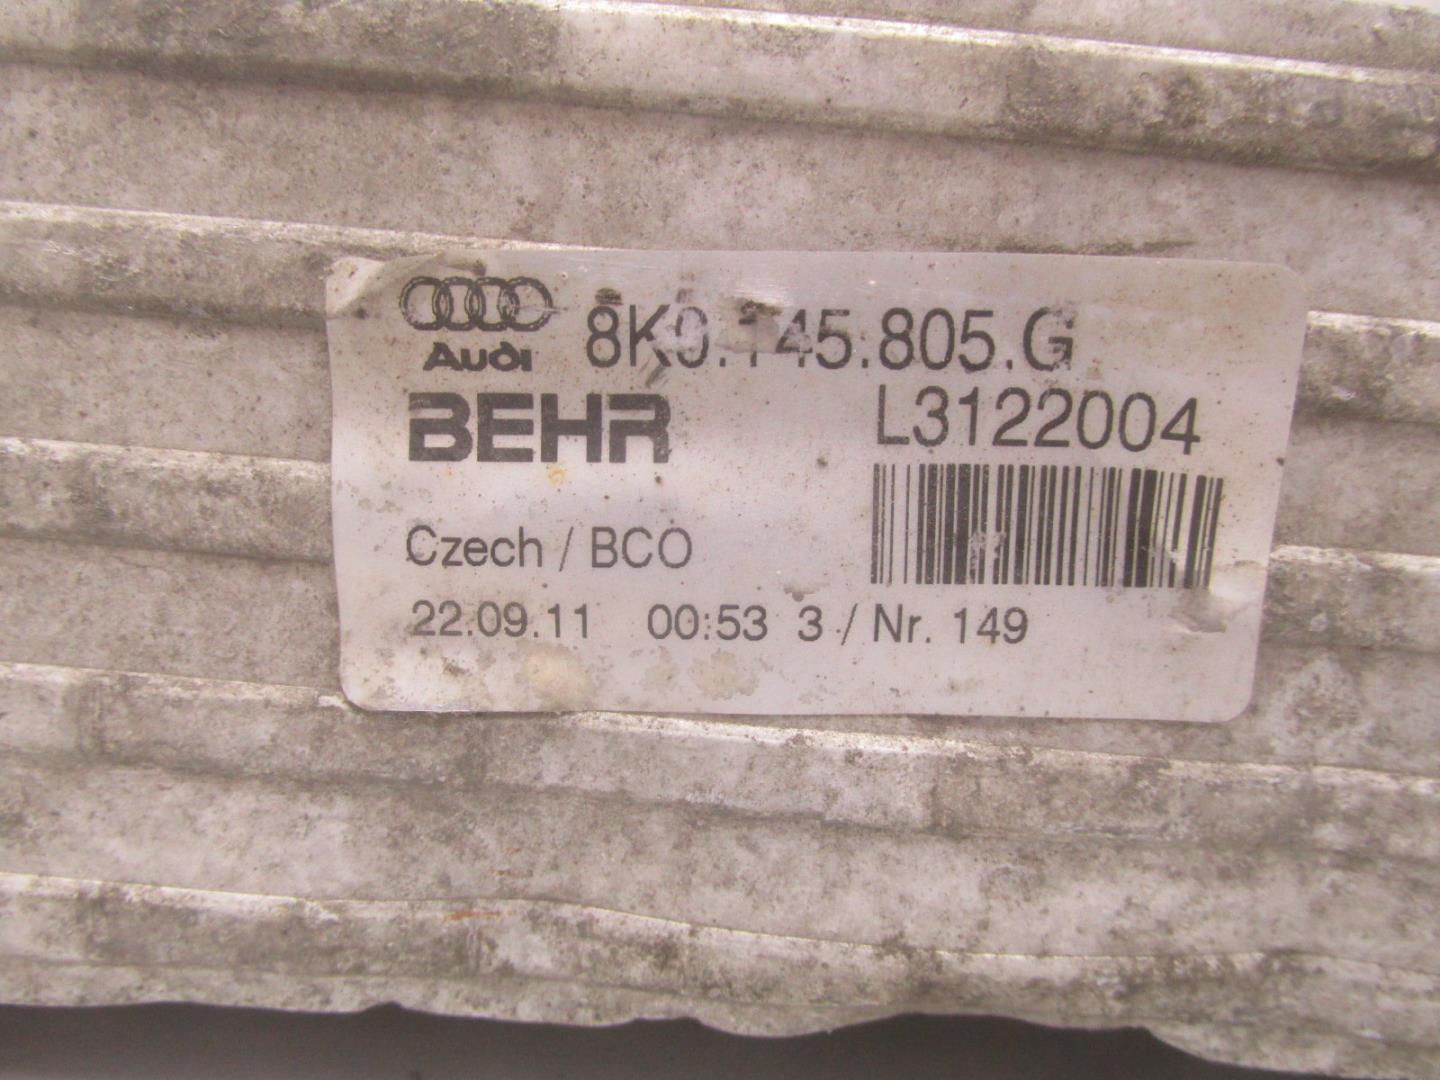 Audi 8K0.145.805.G
BEHR L3122004
Czech / BCO
22.09.11 00:53 3 / Nr. 149